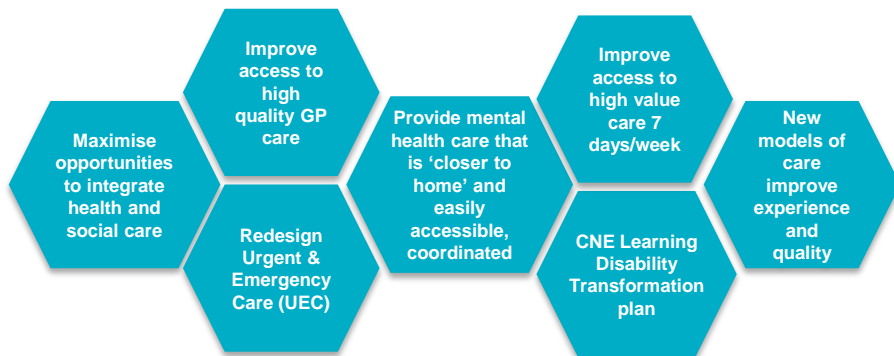 Maximise
opportunities
to integrate
health and
social care
Improve
access to
high
quality GP
care
Redesign
Urgent &
Emergency
Care (UEC)
Provide mental
health care that
is ‘closer to
home’ and
easily
accessible,
coordinated
Improve
access to
high value
care 7
days/week
CNE Learning
Disability
Transformation
plan
New
models of
care
improve
experience
and
quality